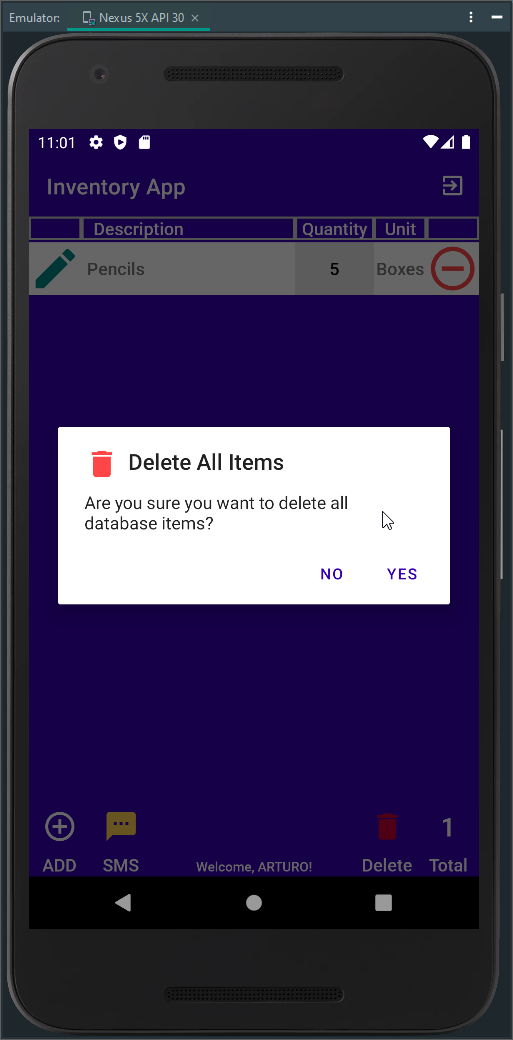 Emulator: Nexus 5X API 30
11:01
Inventory App
Description Quantity Unit
Pencils 5 Boxes
Delete All Items
Are you sure you want to delete all
database items?
NO YES
1
ADD SMS Welcome, ARTURO! Delete Total